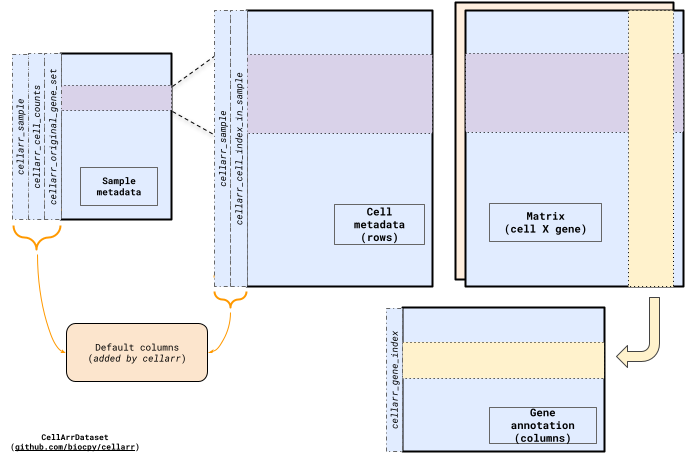 cellarr_sample
cellarr_cell_counts
cellarr_original_gene_set
Sample
metadata
cellarr_sample
cellarr_cell_index_in_sample
Cell
metadata
(rows)
Matrix
(cell X gene)
Default columns
(added by cellarr)
cellarr_gene_index
Gene
annotation
(columns)
CellArrDataset
(github.com/biocpy/cellarr)